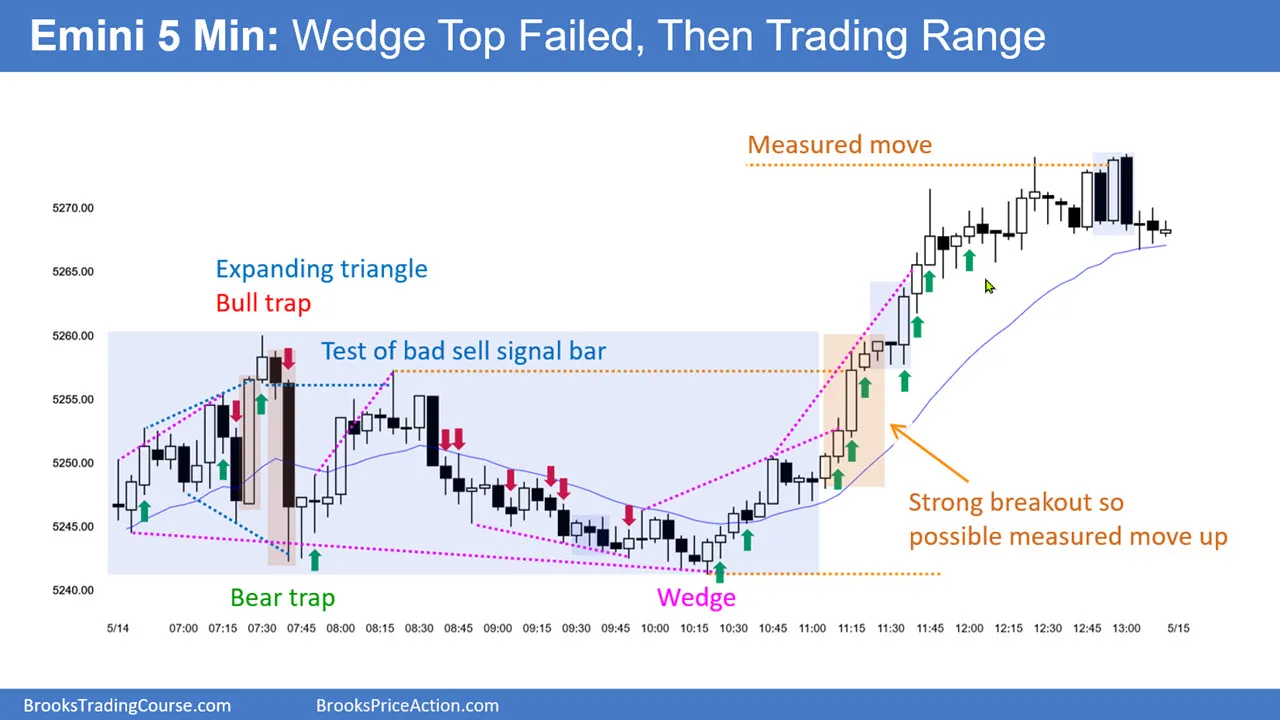 Emini 5 Min: Wedge Top Failed, Then Trading Range
Measured move
5270.00
5265.00
Expanding triangle
Bull trap
5260.00
Test of bad sell signal bar
5255.00
5250.00
Strong breakout so
possible measured move up
5245.00
5240.00
Bear trap
Wedge
5/14 07:00 07:15 07:30 07:45 08:00 08:15 08:30 08:45 09:00 09:15 09:30 09:45 10:00 10:15 10:30 10:45 11:00 11:15 11:30 11:45 12:00 12:15 12:30 12:45 13:00 5/15
BrooksTradingCourse.com BrooksPriceAction.com